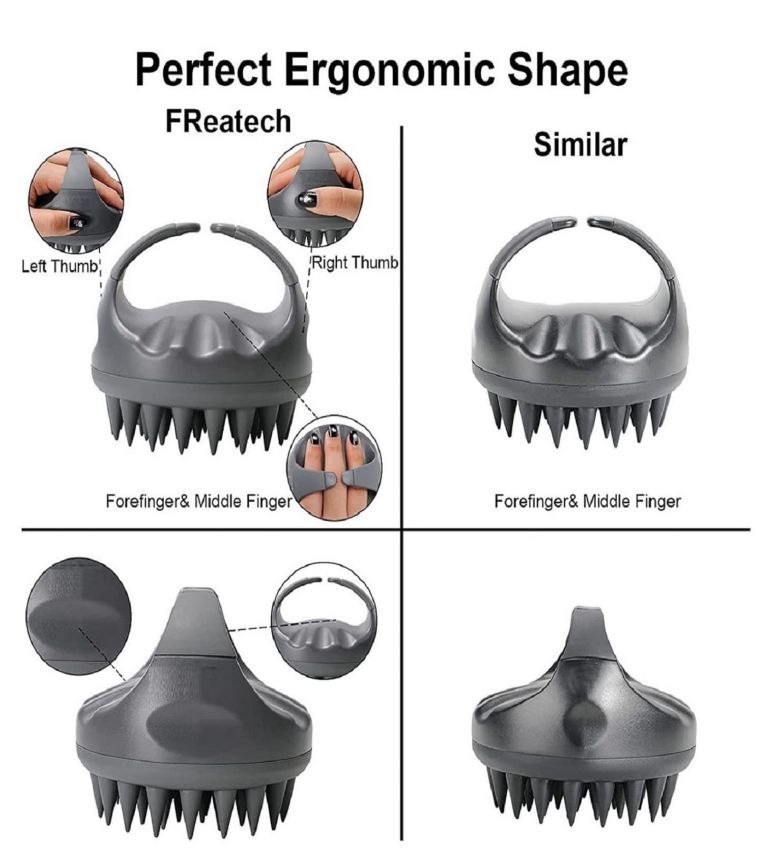 Perfect Ergonomic Shape
FReatech
Similar
Left Thumb
Right Thumb
Forefinger& Middle Finger
Forefinger& Middle Finger